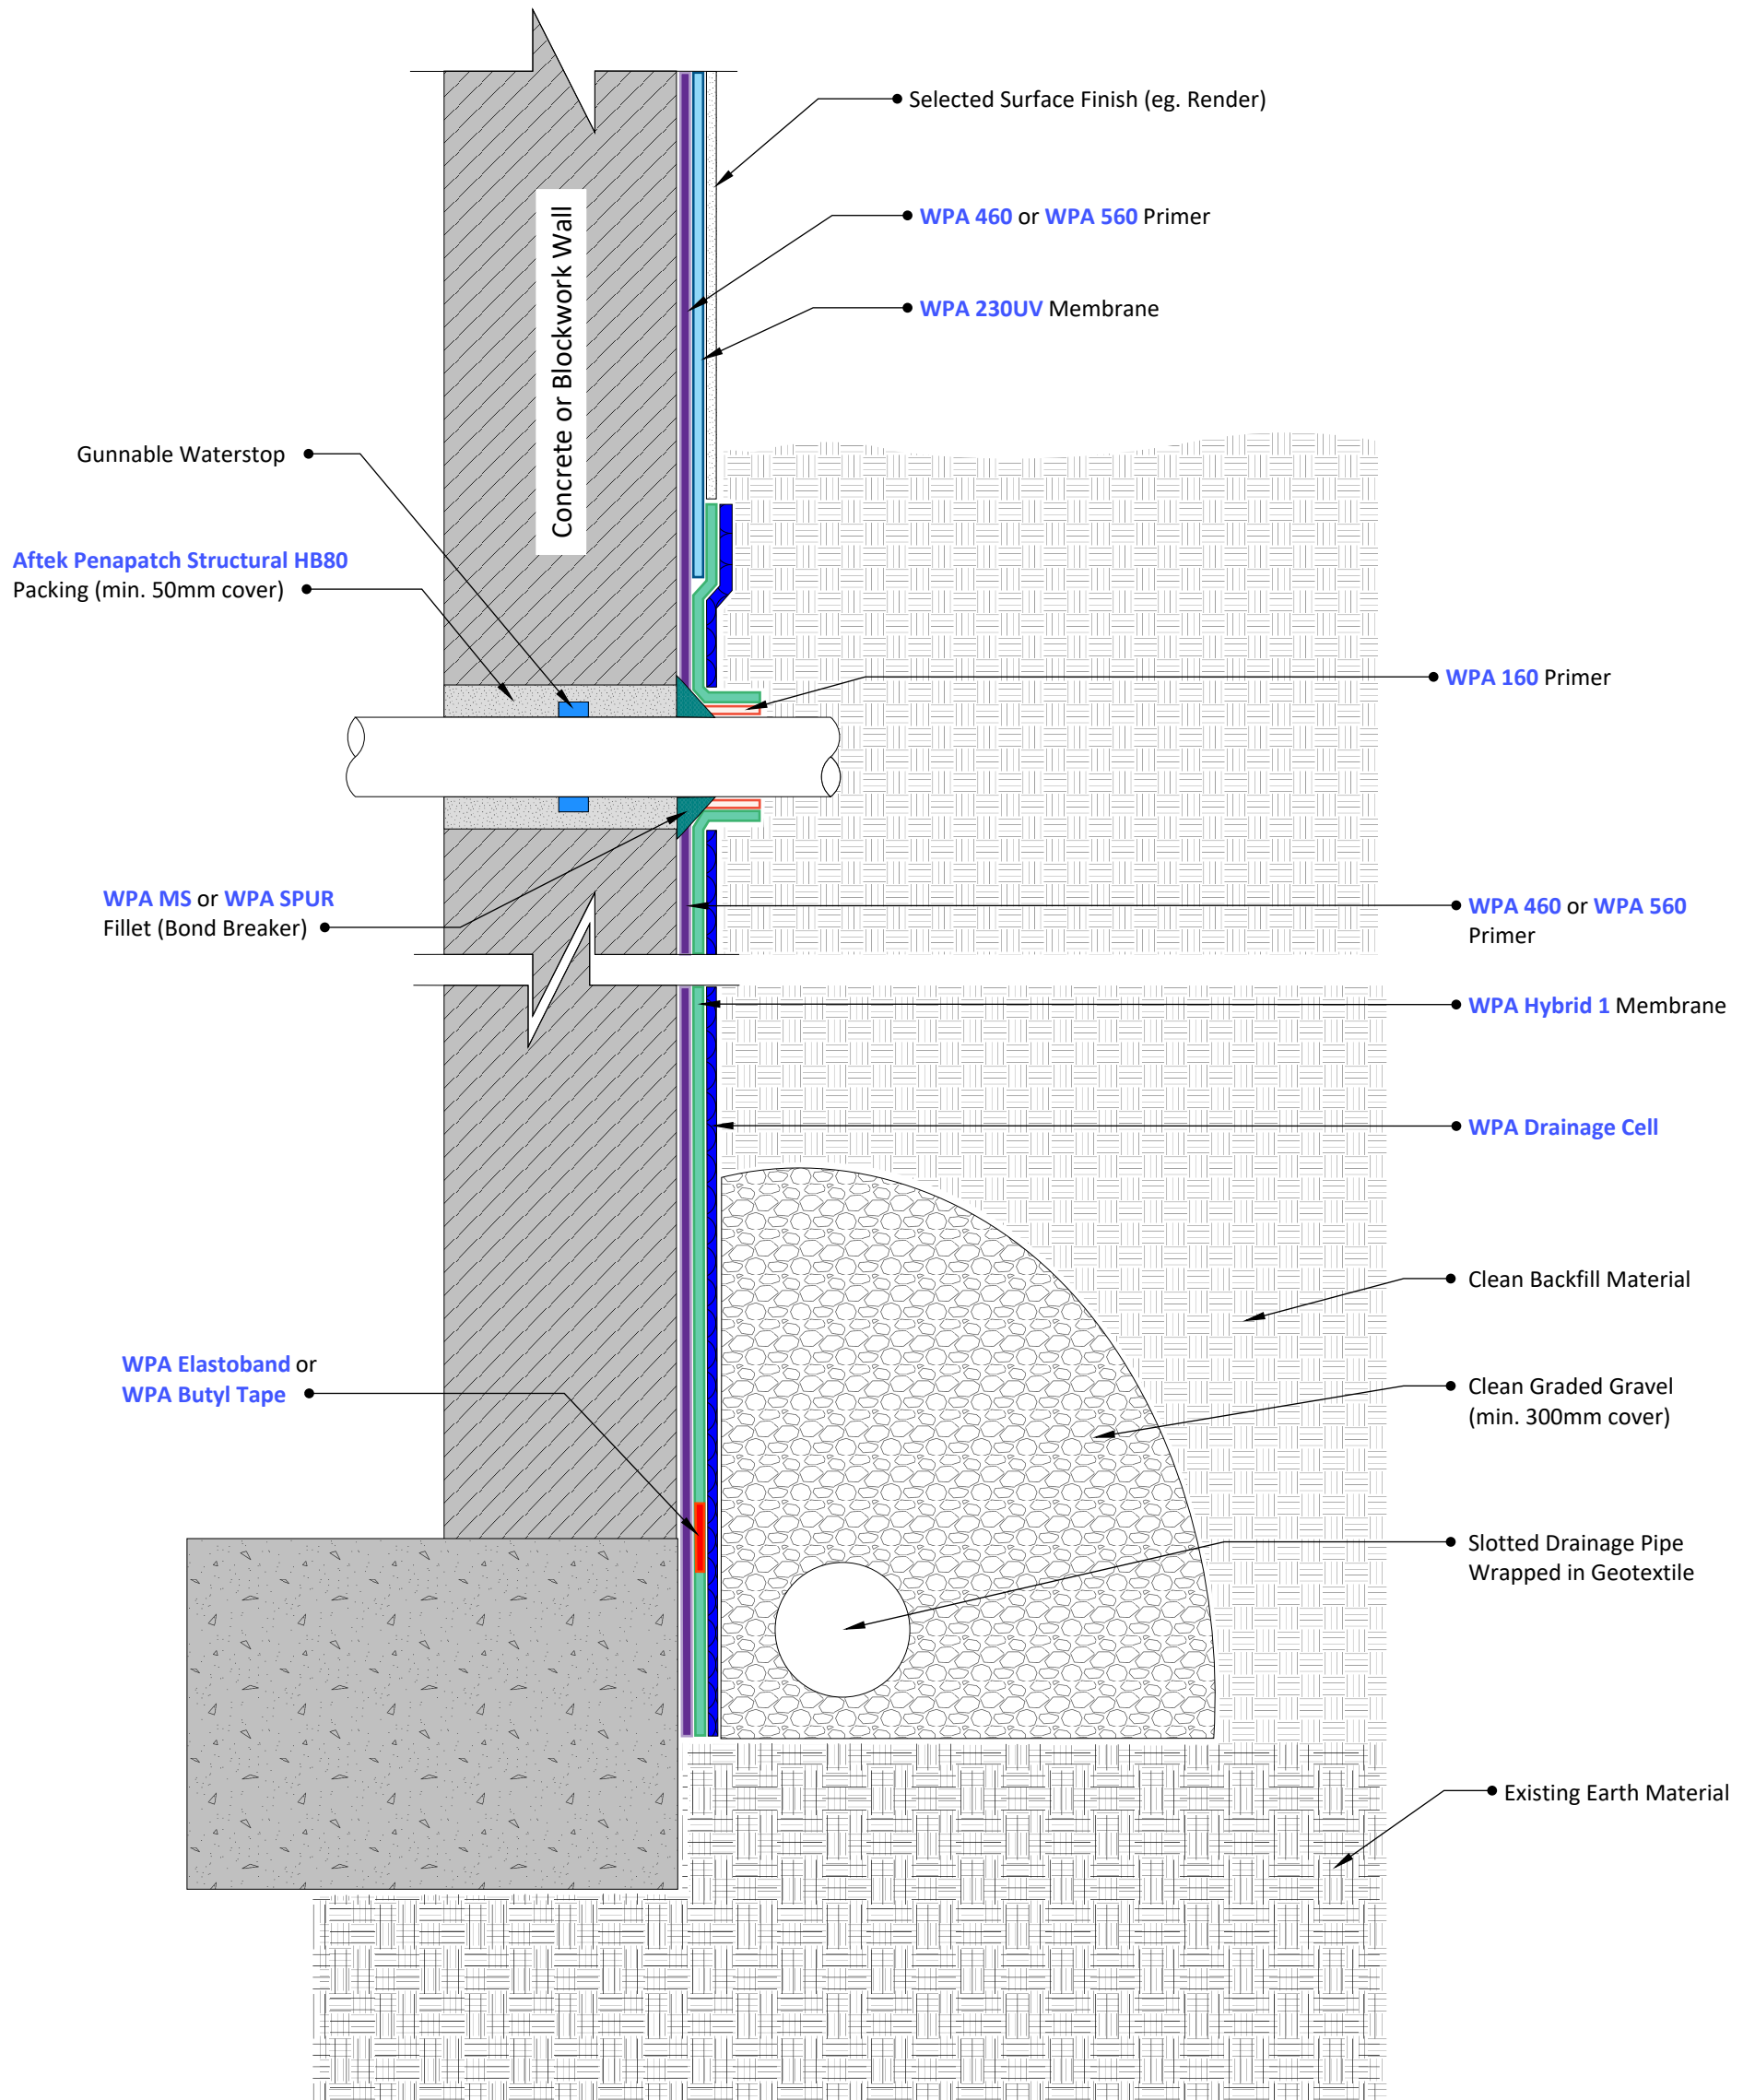 Selected Surface Finish (eg. Render)
WPA 460 or WPA 560 Primer
Concrete or Blockwork Wall
WPA 230UV Membrane
Gunnable Waterstop
Aftek Penapatch Structural HB80
Packing (min. 50mm cover)
WPA 160 Primer
WPA MS or WPA SPUR
Fillet (Bond Breaker)
WPA 460 or WPA 560
Primer
WPA Hybrid 1 Membrane
WPA Drainage Cell
Clean Backfill Material
WPA Elastoband or
WPA Butyl Tape
Clean Graded Gravel
(min. 300mm cover)
Slotted Drainage Pipe
Wrapped in Geotextile
Existing Earth Material